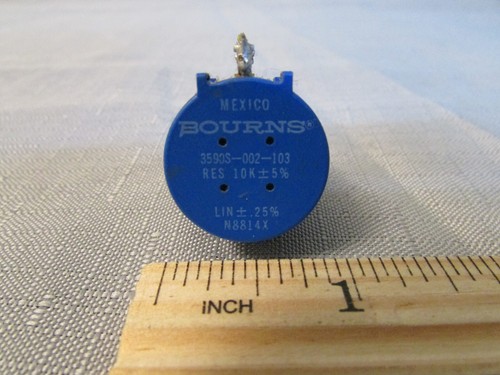 MEXICO
BOURNS®
3590S-002-103
RES 10K±5%
LIN±.25%
N8814X
INCH 1